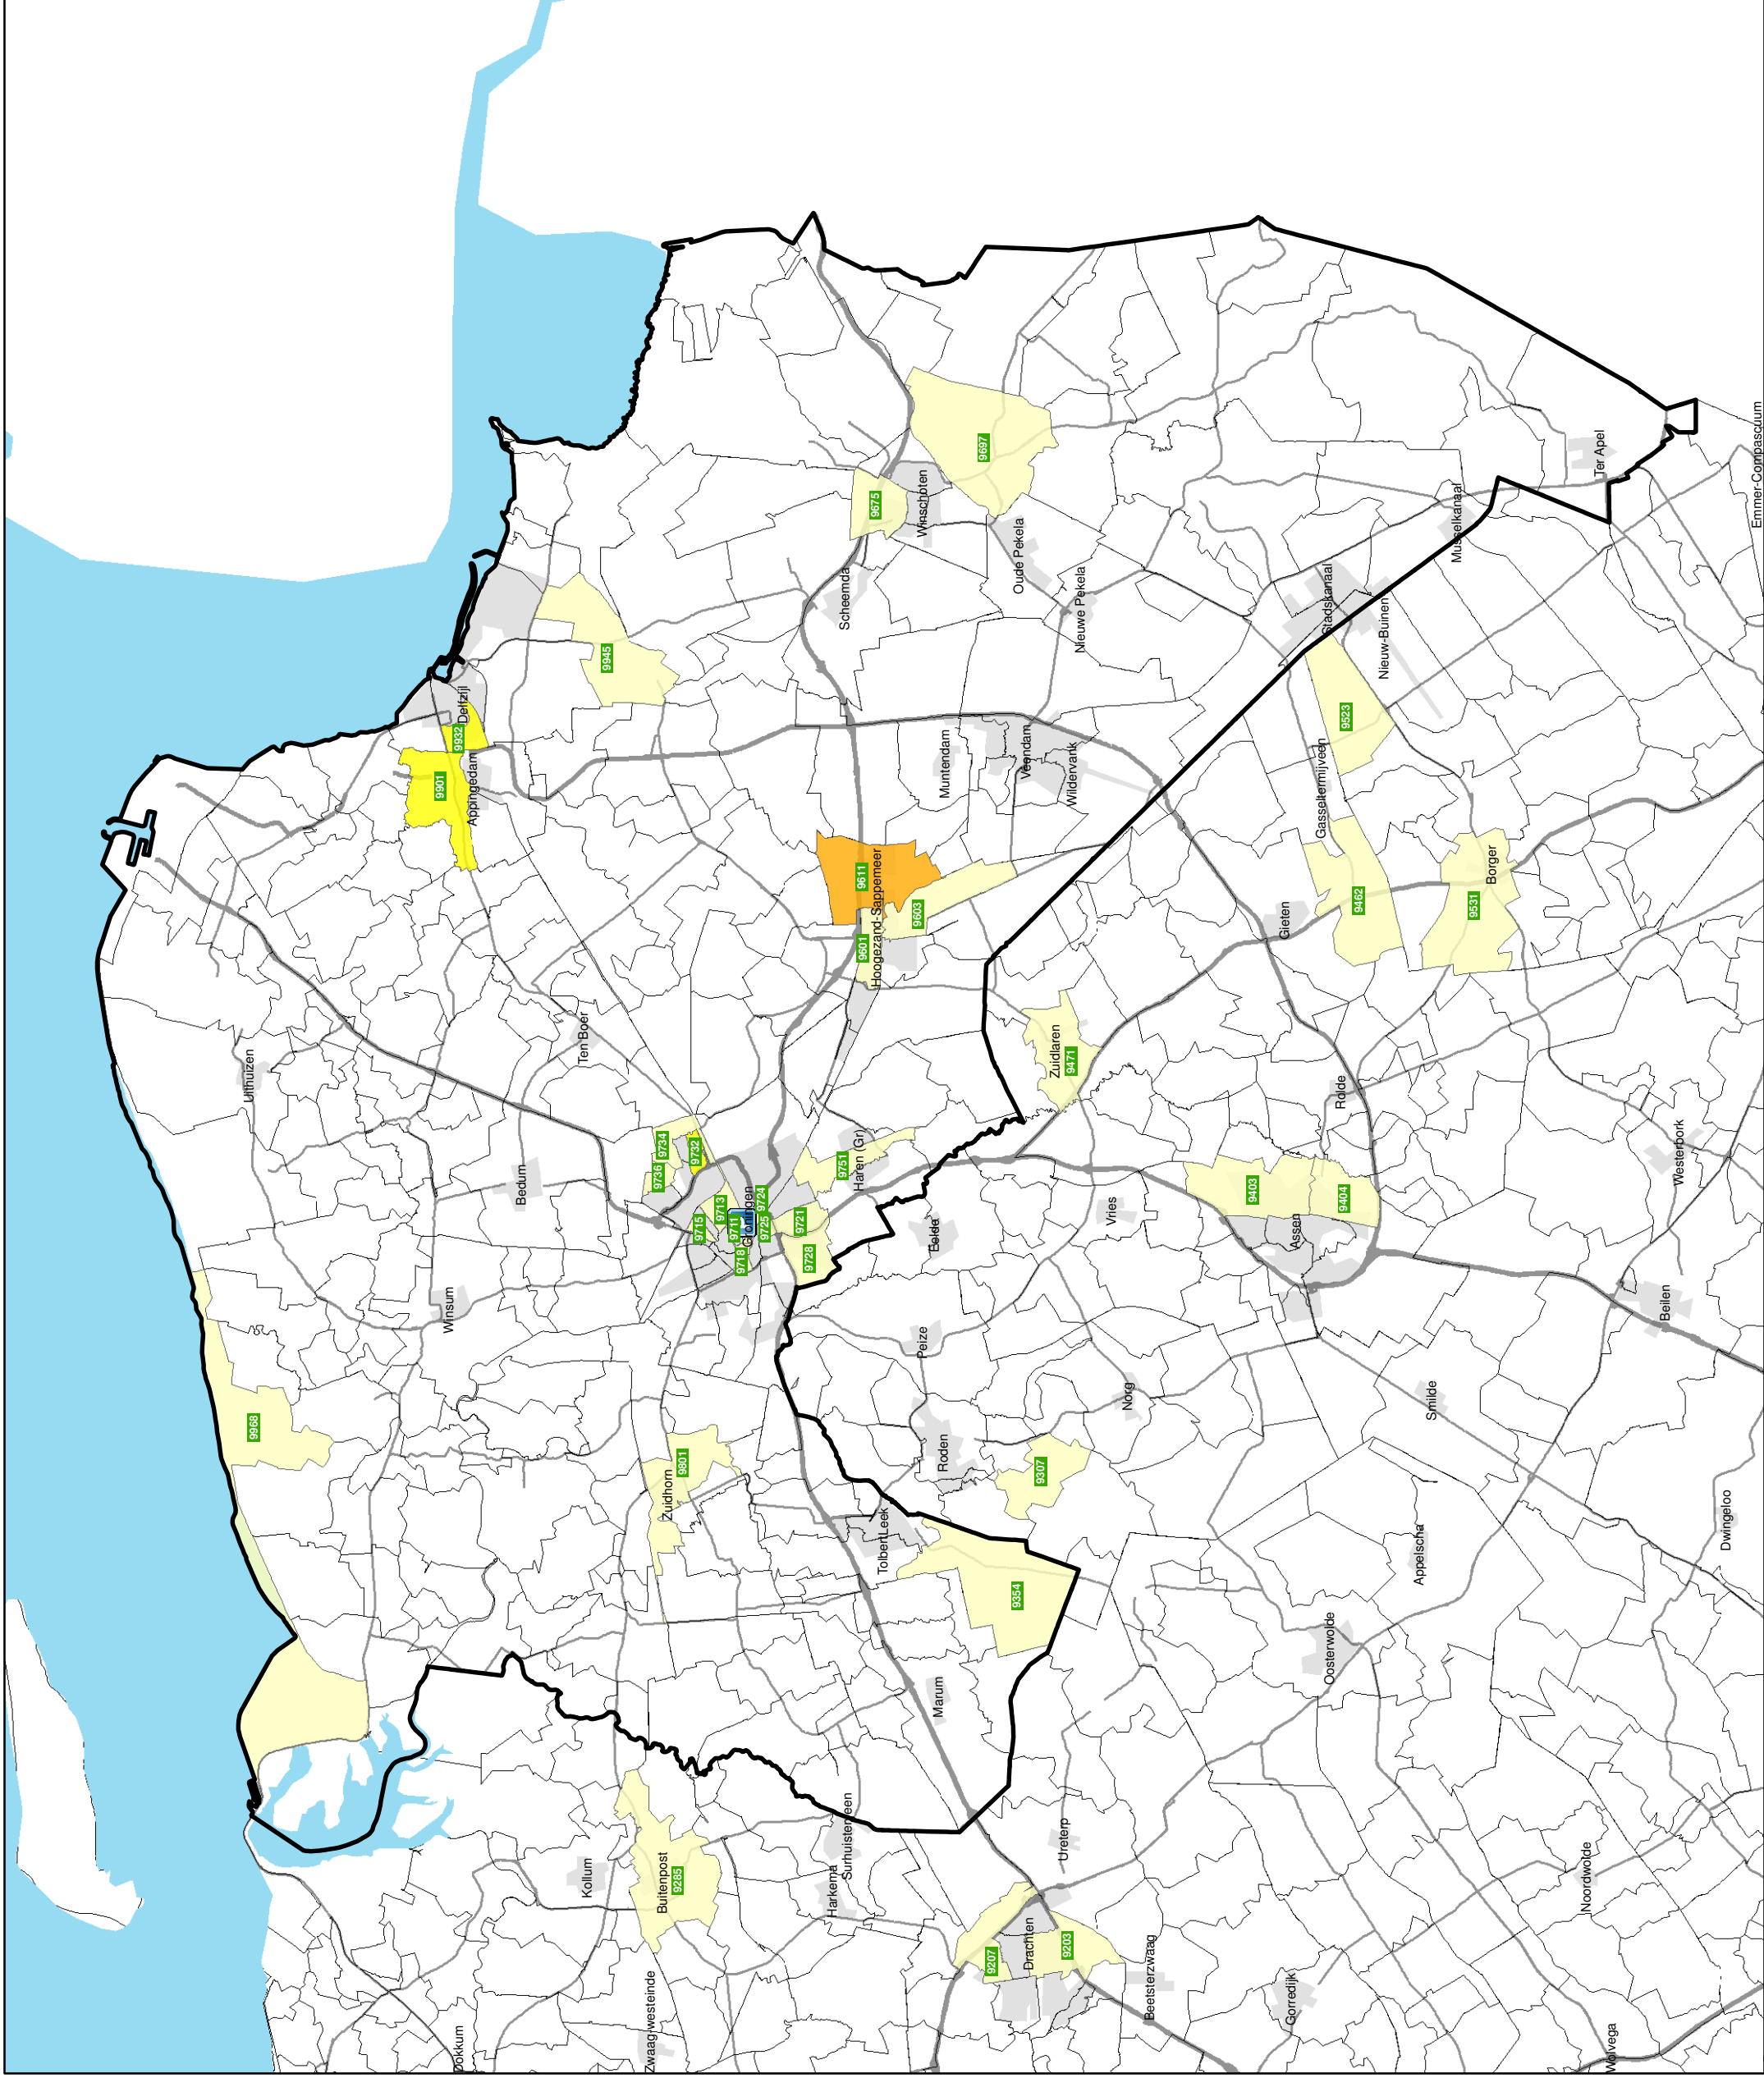 Uithuizen
9968
9901
Winsum
Dokkum
9932
Delfzijl
Appingedam
Bedum
Ten Boer
Kollum
9945
Zwaag-westeinde
Buitenpost
9736
9734
Zuidhorn
9285
9801
9732
9715
9713
9711
9718
Groningen
9724
9725
9721
9728
Harkema
9751
Scheemda
Surhuisterveen
Haren (Gr)
9601
9611
9675
Hoogezand-Sappemeer
Tolbert
Leek
9603
Peize
Winschoten
Eelde
Marum
Roden
Muntendam
9697
9207
9354
Oude Pekela
Veendam
Drachten
9307
Zuidlaren
Ureterp
9203
9471
Wildervank
Nieuwe Pekela
Vries
Norg
Beetsterzwaag
9403
Gieten
Gorredijk
Assen
Gasselternijveen
Stadskanaal
Oosterwolde
Rolde
9404
9523
9462
Nieuw-Buinen
Appelscha
Smilde
Musselkanaal
9531
Borger
Noordwolde
Ter Apel
Wolvega
Beilen
Westerbork
Dwingeloo
Emmer-Compascuum